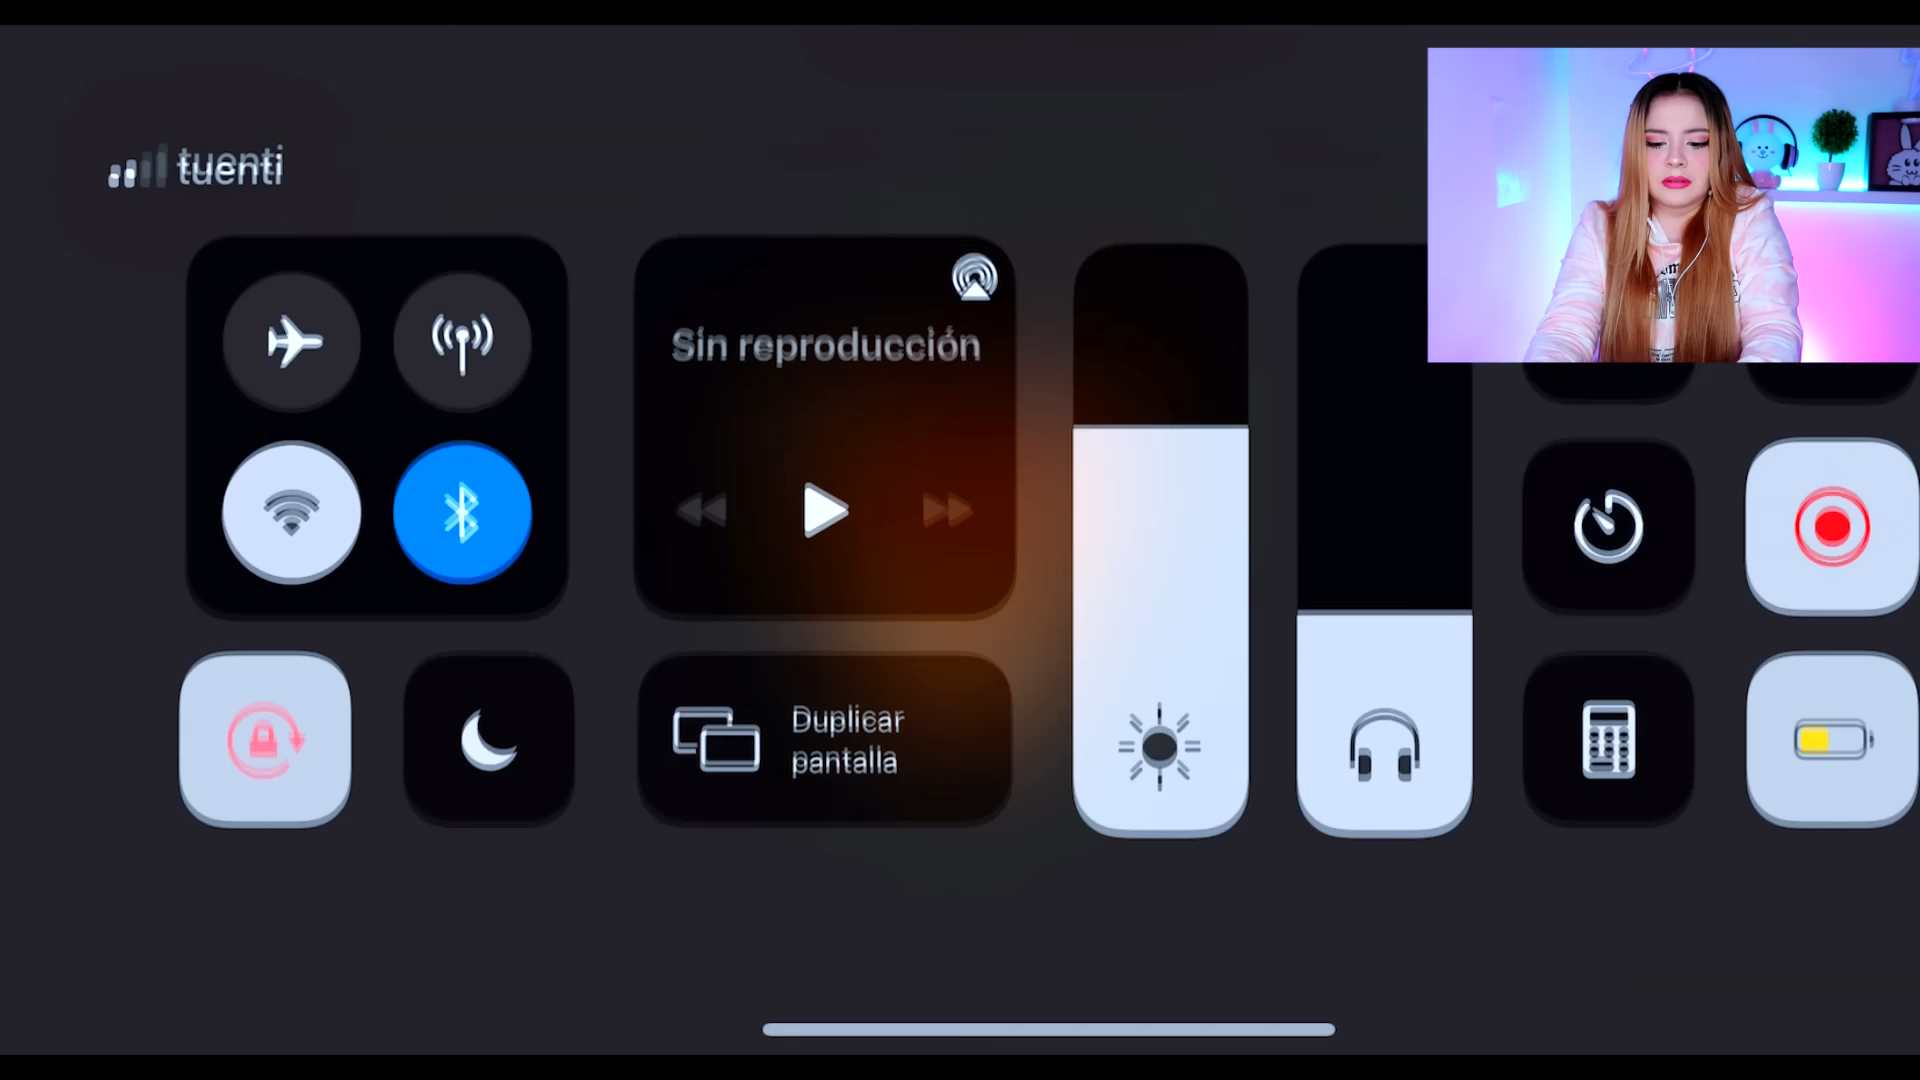 tuenti
Sin reproducción
Duplicar
pantalla